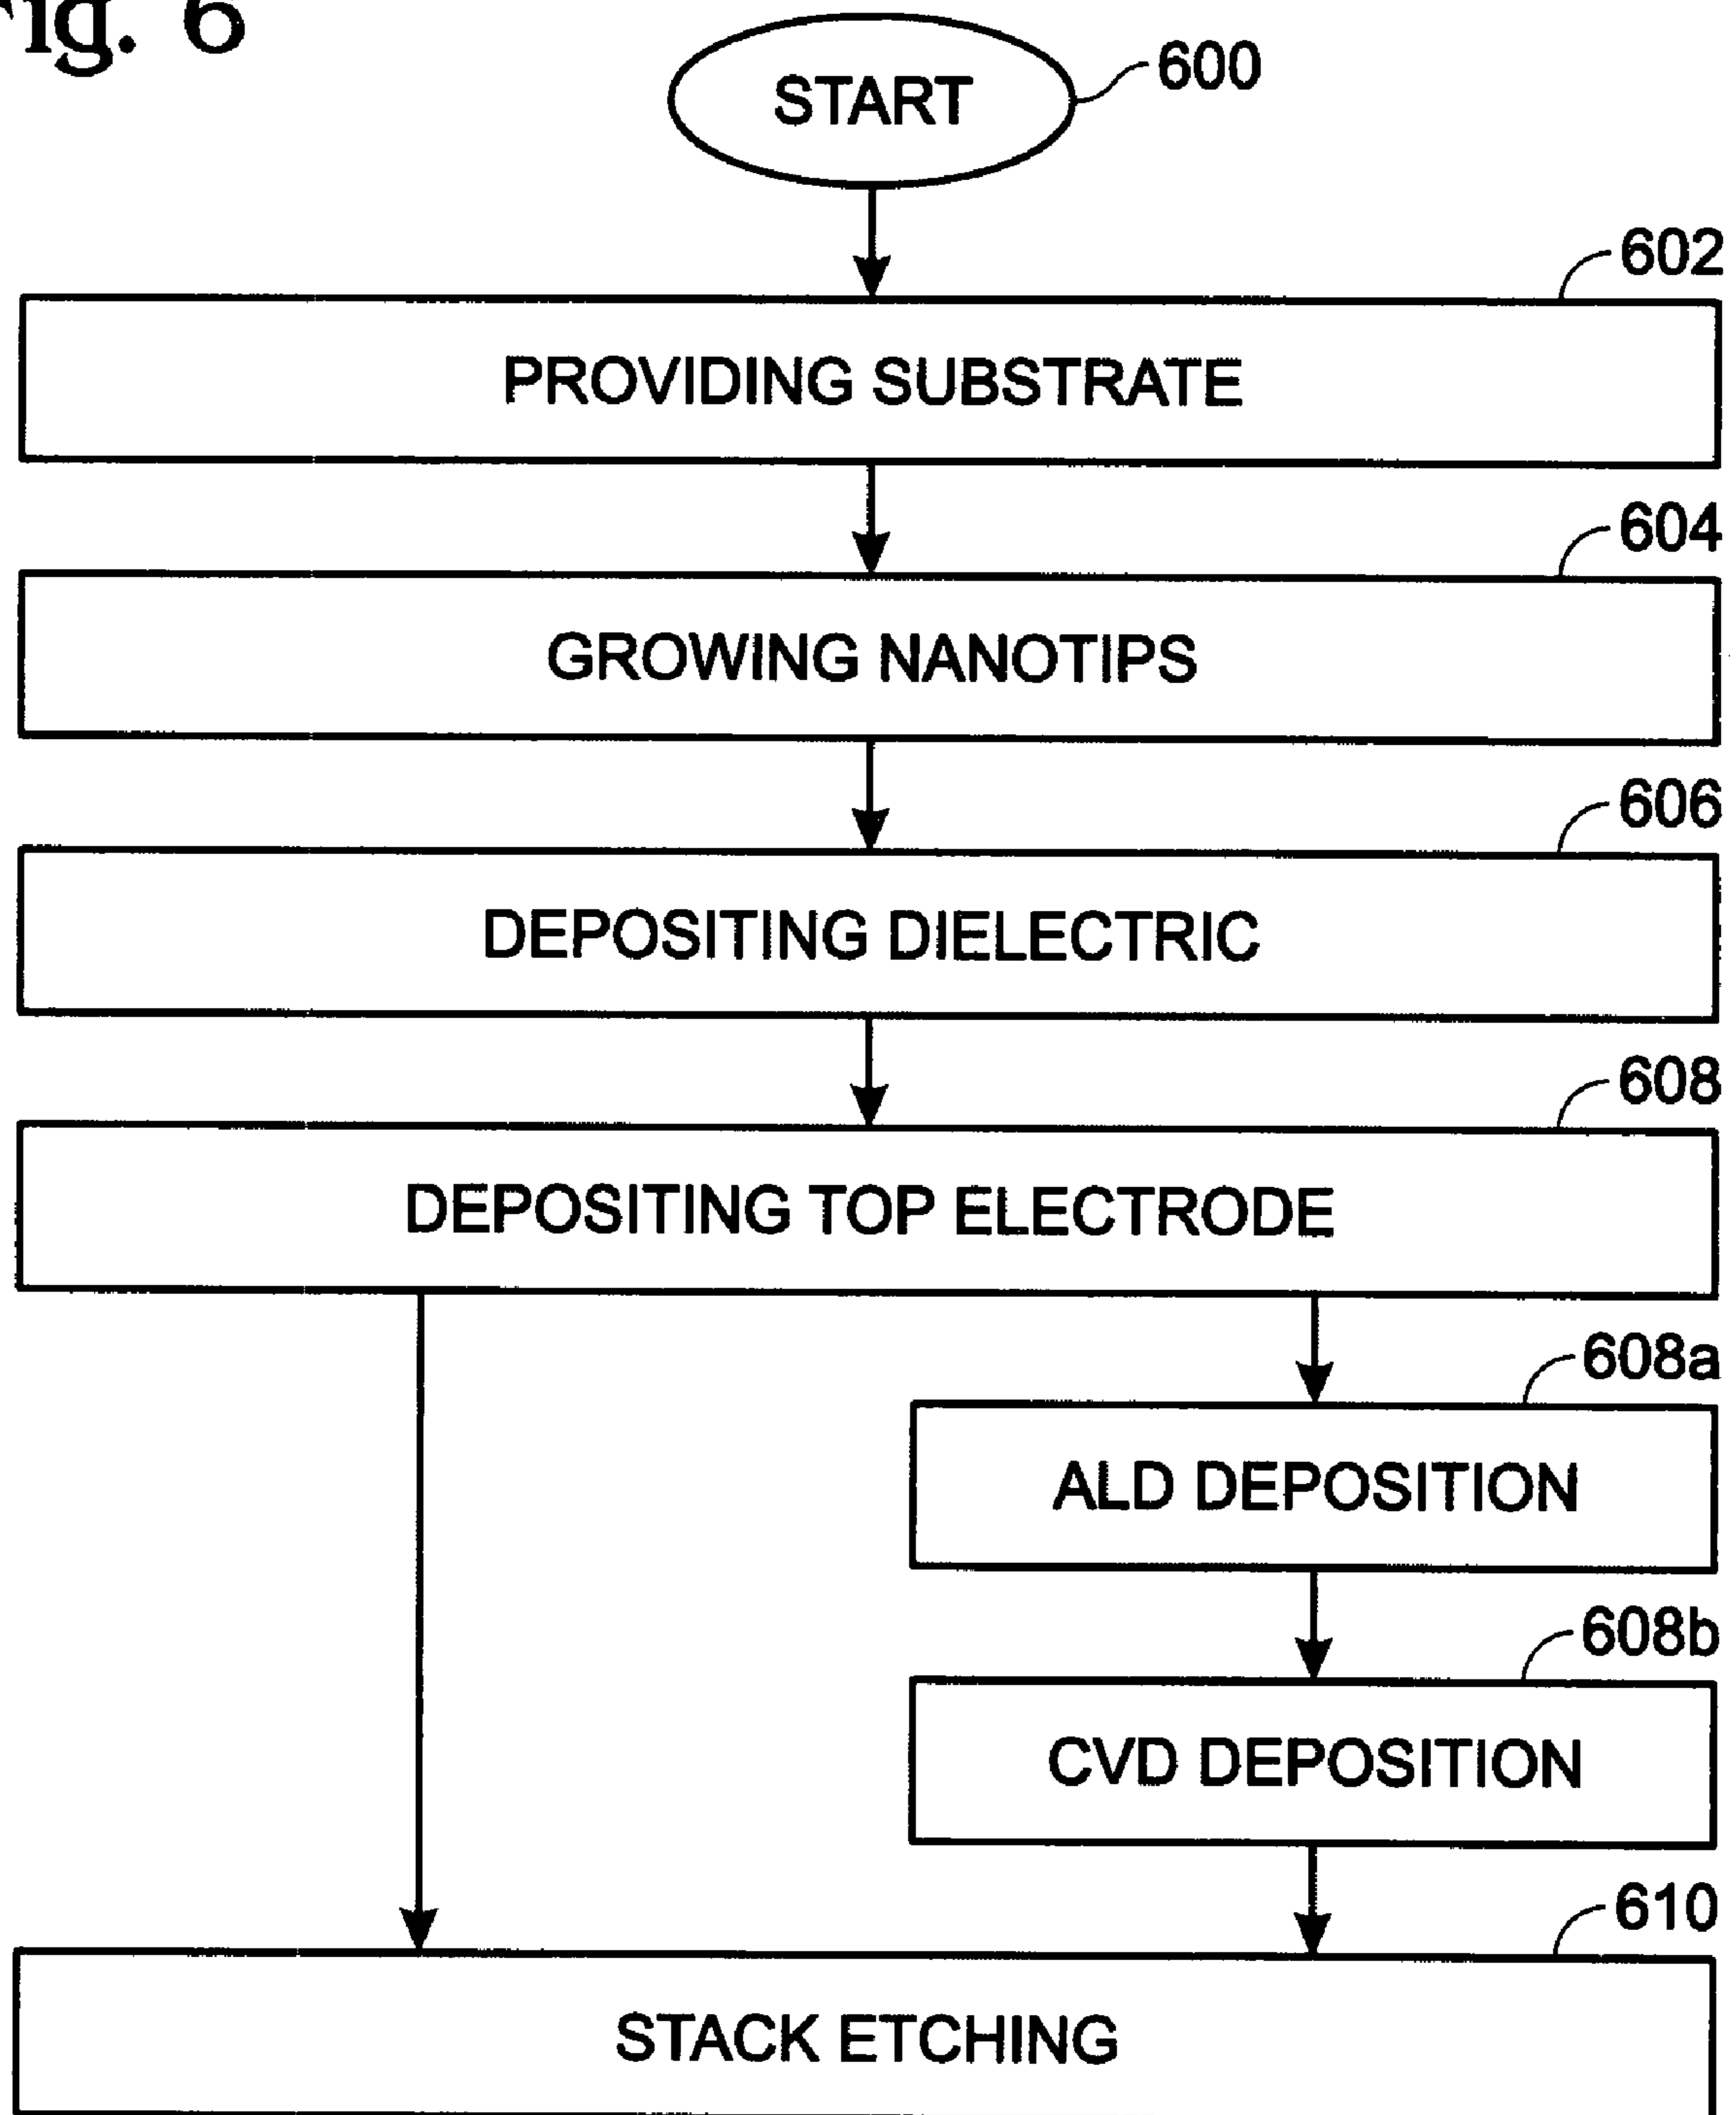 Fig. 6
START
600
602
PROVIDING SUBSTRATE
604
GROWING NANOTIPS
606
DEPOSITING DIELECTRIC
608
DEPOSITING TOP ELECTRODE
608a
ALD DEPOSITION
608b
CVD DEPOSITION
610
STACK ETCHING